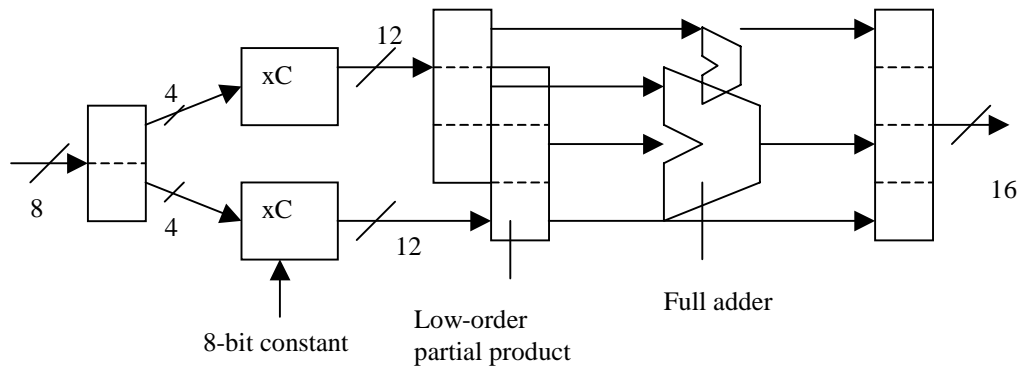 12
xC
4
8
4
xC
12
16
8-bit constant
Low-order
partial product
Full adder